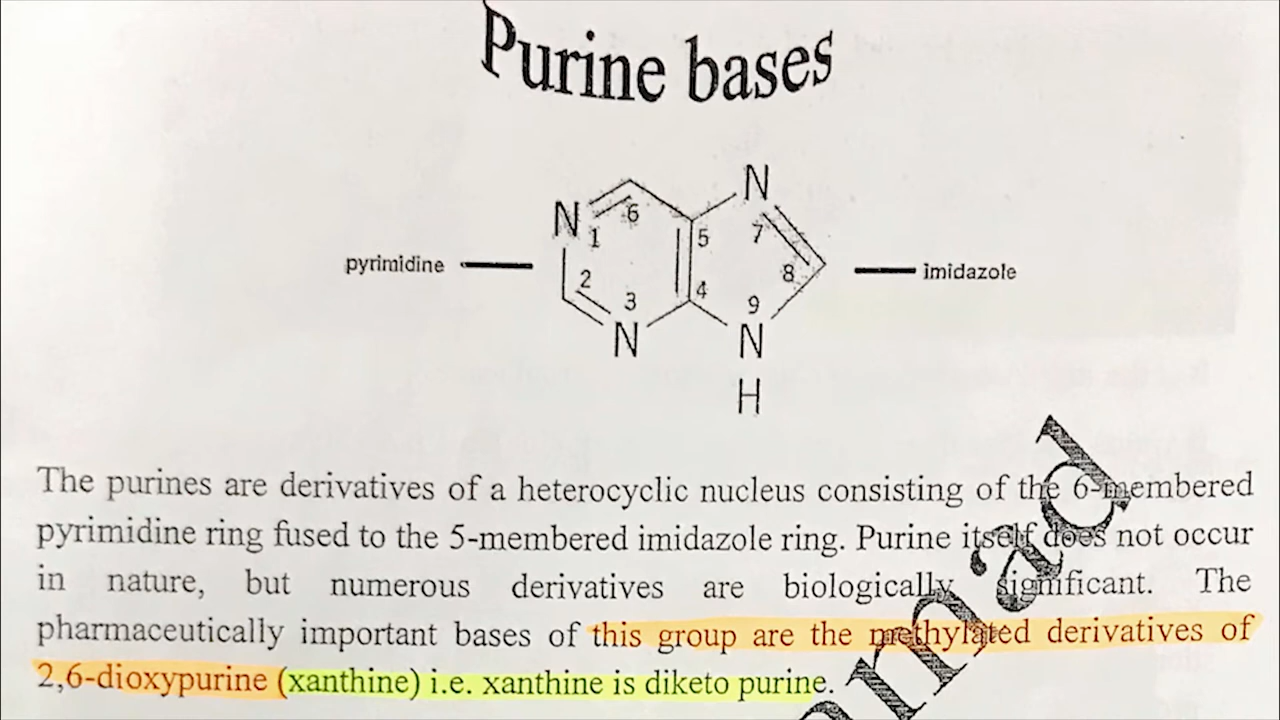 Purine bases
N
N
1
6
5
7
pyrimidine
2
8
imidazole
3
4
9
N
N
H
The purines are derivatives of a heterocyclic nucleus consisting of the 6-membered
pyrimidine ring fused to the 5-membered imidazole ring. Purine itself does not occur
in nature, but numerous derivatives are biologically significant. The
pharmaceutically important bases of this group are the methylated derivatives of
2,6-dioxypurine (xanthine) i.e. xanthine is diketo purine.